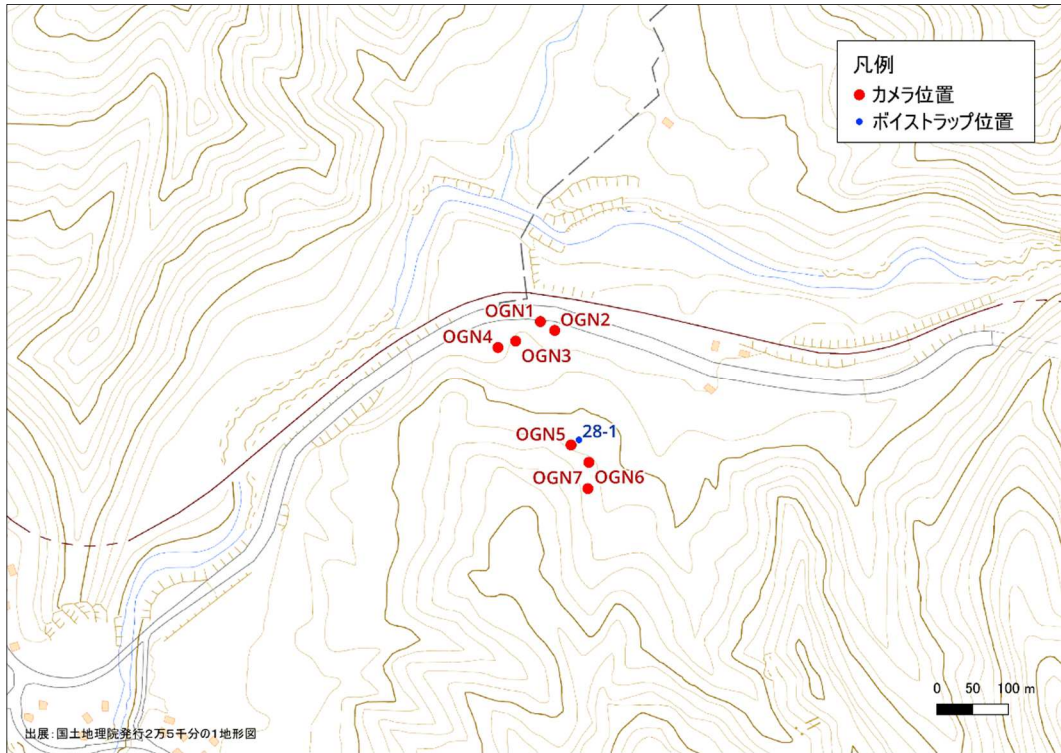 凡例
カメラ位置
ボイストラップ位置
OGN1
OGN2
OGN4
OGN3
OGN5
28-1
OGN7
OGN6
0 50 100 m
出展:国土地理院発行2万5千分の1地形図